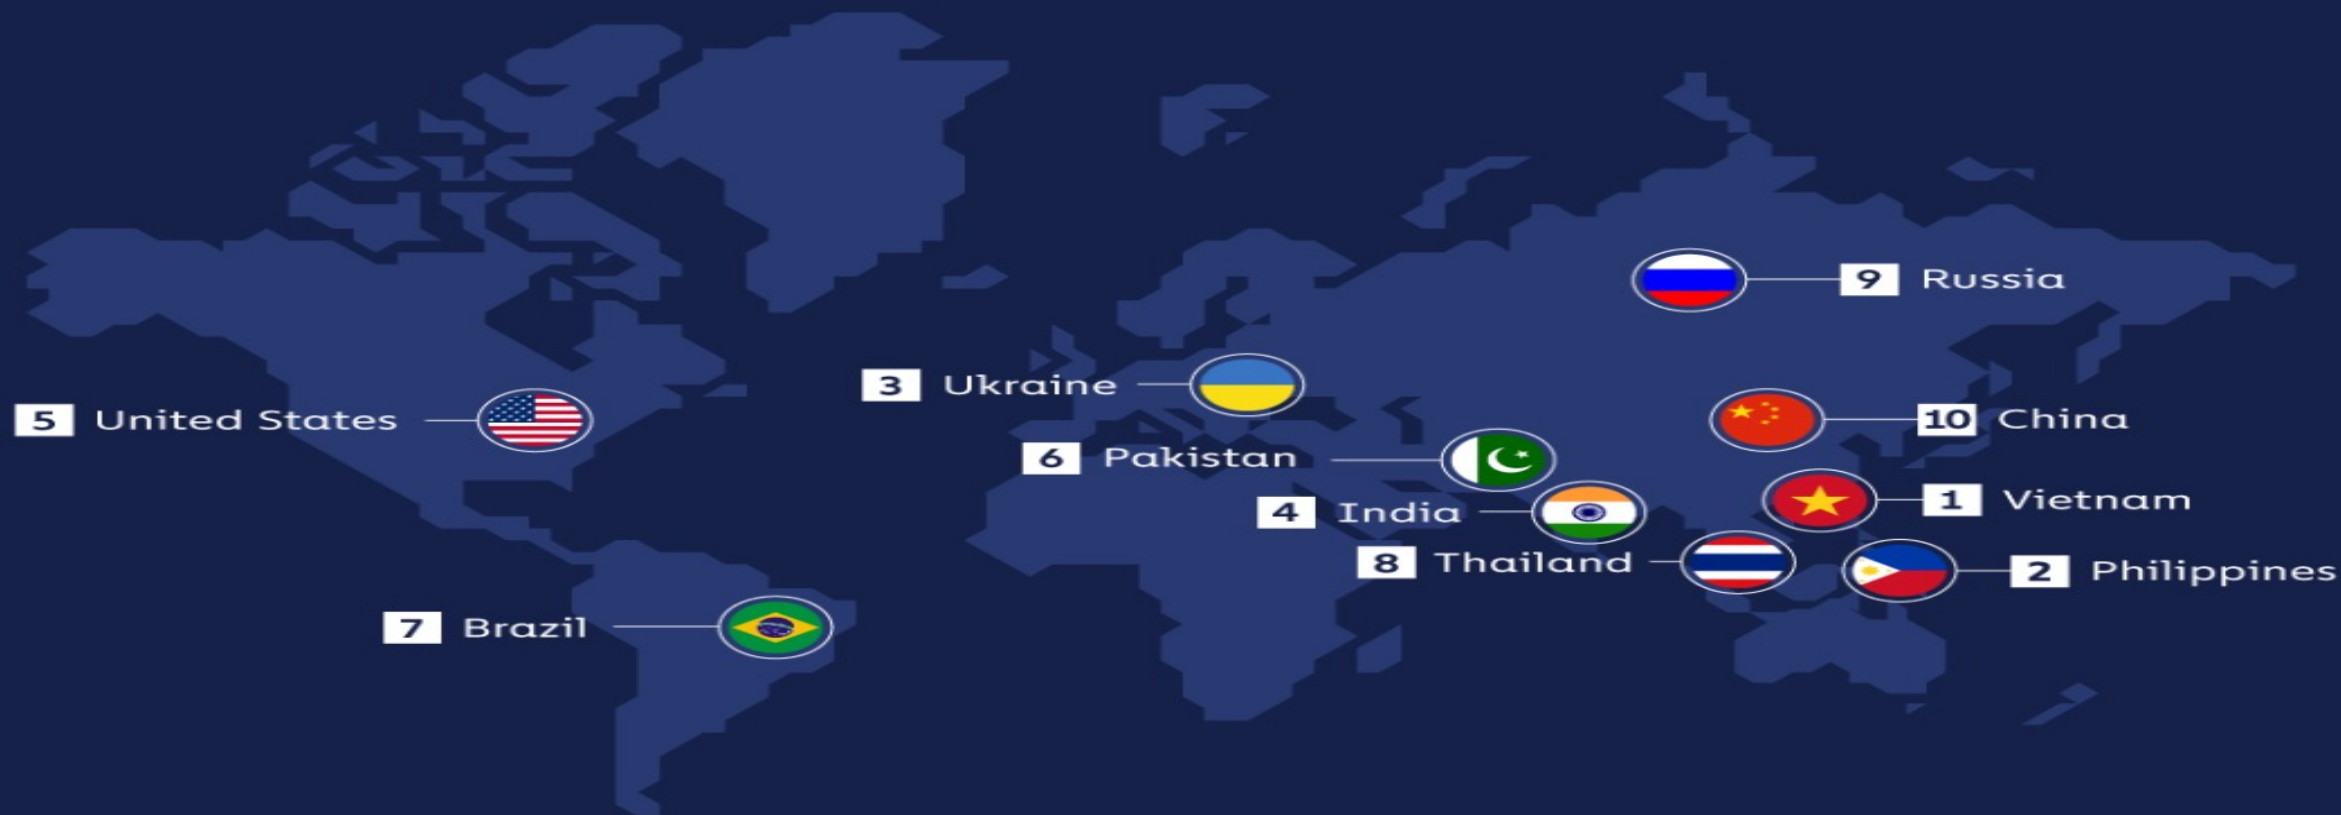 9 Russia
3 Ukraine
5 United States
10 China
6 Pakistan
1 Vietnam
4 India
8 Thailand
2 Philippines
7 Brazil